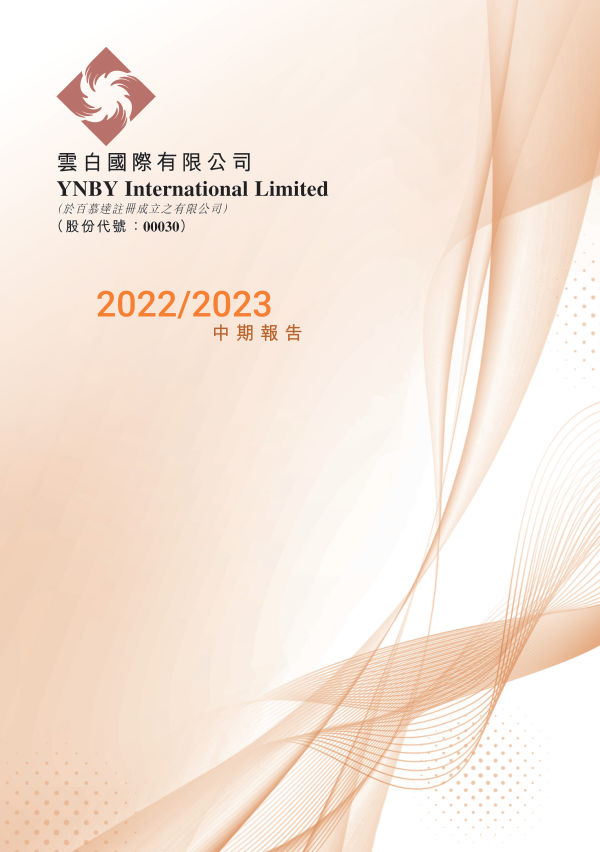 雲白國際有限公司
YNBY International Limited
(於百慕達註冊成立之有限公司)
(股份代號：00030)
2022/2023
中期報告